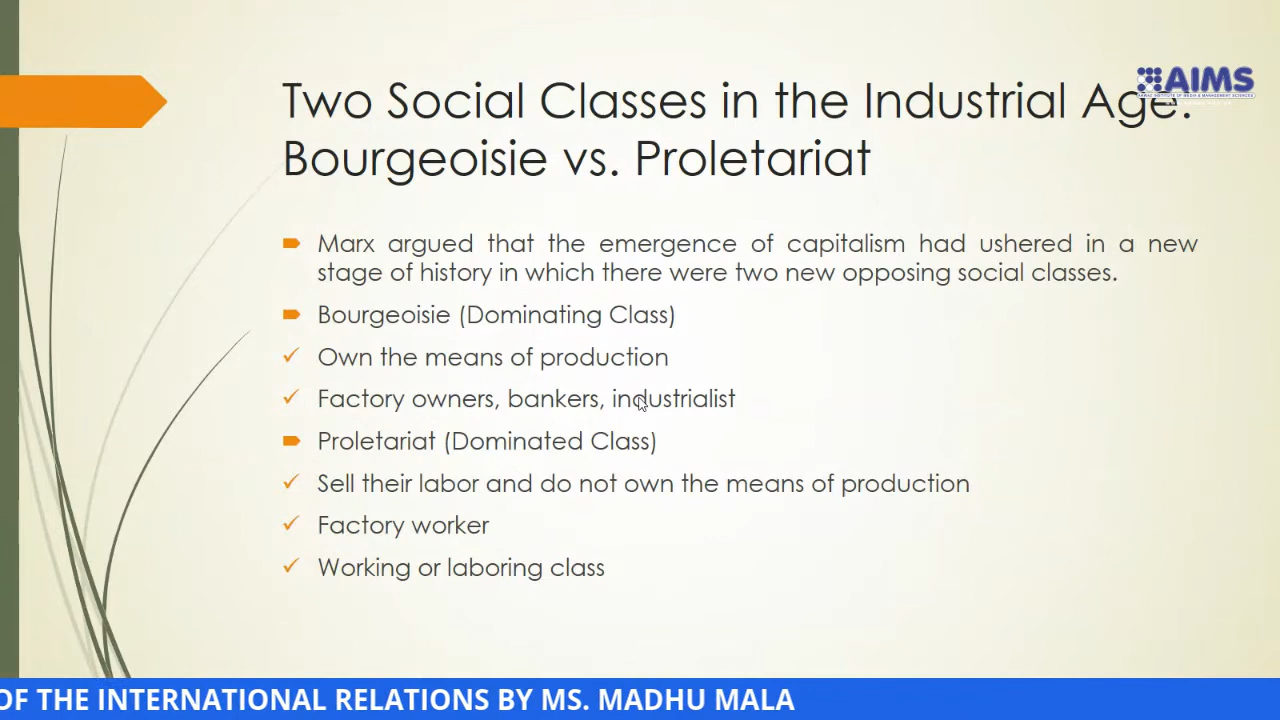 AIMS
Two Social Classes in the Industrial Age:
Bourgeoisie vs. Proletariat
Marx argued that the emergence of capitalism had ushered in a new
stage of history in which there were two new opposing social classes.
Bourgeoisie (Dominating Class)
Own the means of production
Factory owners, bankers, industrialist
Proletariat (Dominated Class)
Sell their labor and do not own the means of production
Factory worker
Working or laboring class
OF THE INTERNATIONAL RELATIONS BY MS. MADHU MALA